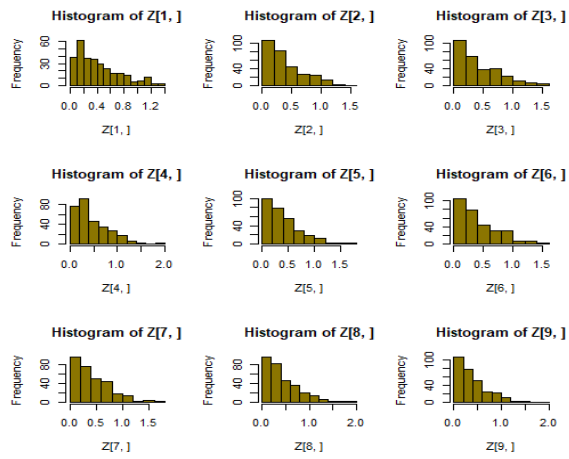 Histogram of Z[1, ]
Frequency
0 30 60
0.0 0.4 0.8 1.2
Z[1, ]
Histogram of Z[2, ]
Frequency
0 40 100
0.0 0.5 1.0 1.5
Z[2, ]
Histogram of Z[3, ]
Frequency
0 40 100
0.0 0.5 1.0 1.5
Z[3, ]
Histogram of Z[4, ]
Frequency
0 40 80
0.0 1.0 2.0
Z[4, ]
Histogram of Z[5, ]
Frequency
0 40 100
0.0 0.5 1.0 1.5
Z[5, ]
Histogram of Z[6, ]
Frequency
0 40 100
0.0 0.5 1.0 1.5
Z[6, ]
Histogram of Z[7, ]
Frequency
0 40 80
0.0 0.5 1.0 1.5
Z[7, ]
Histogram of Z[8, ]
Frequency
0 40 80
0.0 1.0 2.0
Z[8, ]
Histogram of Z[9, ]
Frequency
0 40 100
0.0 1.0 2.0
Z[9, ]